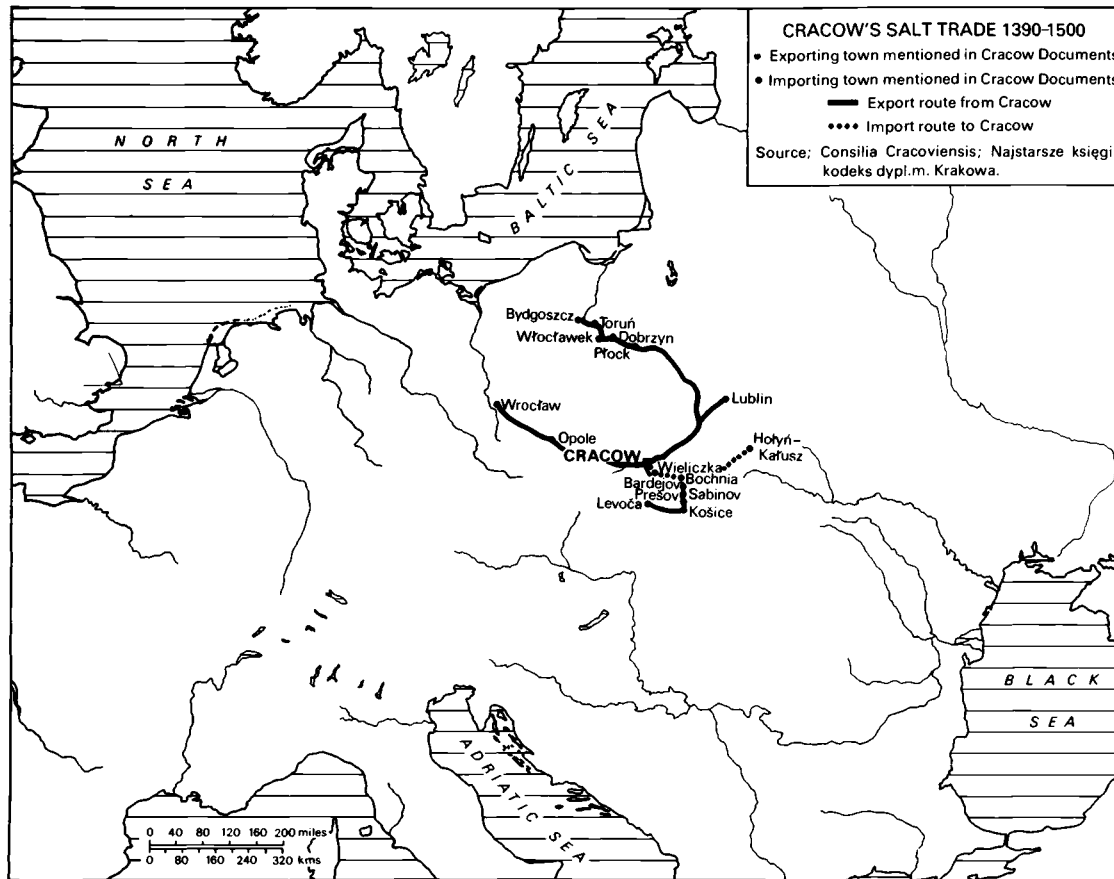 CRACOW'S SALT TRADE 1390-1500
Exporting town mentioned in Cracow Documents
Importing town mentioned in Cracow Documents
Export route from Cracow
Import route to Cracow
Source; Consilia Cracoviensis; Najstarsze księgi
kodeks dypl.m. Krakowa.
NORTH
SEA
BALTIC SEA
Bydgoszcz
Toruń
Włocławek
Dobrzyn
Płock
Wrocław
Lublin
Opole
Hołyń-
Kałusz
CRACOW
Wieliczka
Bardejov
Bochnia
Prešov
Sabinov
Levoča
Košice
BLACK
SEA
ADRIATIC SEA
0 40 80 120 160 200 miles
0 80 160 240 320 kms